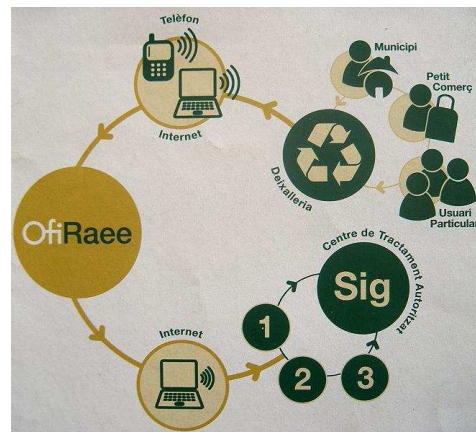 Telèfon
Internet
Municipi
Petit
Comerç
Usuari
Particular
Deixalleria
OfiRaee
Centre de Tractament Autoritzat
Sig
1
2
3
Internet